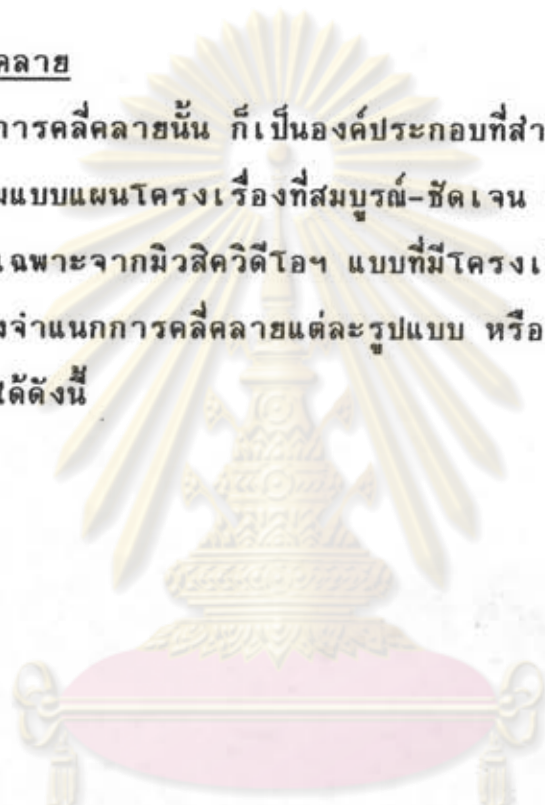 คลาย
การคลี่คลายนั้น ก็เป็นองค์ประกอบที่สำ
มแบบแผนโครงเรื่องที่สมบูรณ์-ชัดเจน
เฉพาะจากมิวสิควิดีโอฯ แบบที่มีโครงเ
งจำแนกการคลี่คลายแต่ละรูปแบบ หรือ
ได้ดังนี้